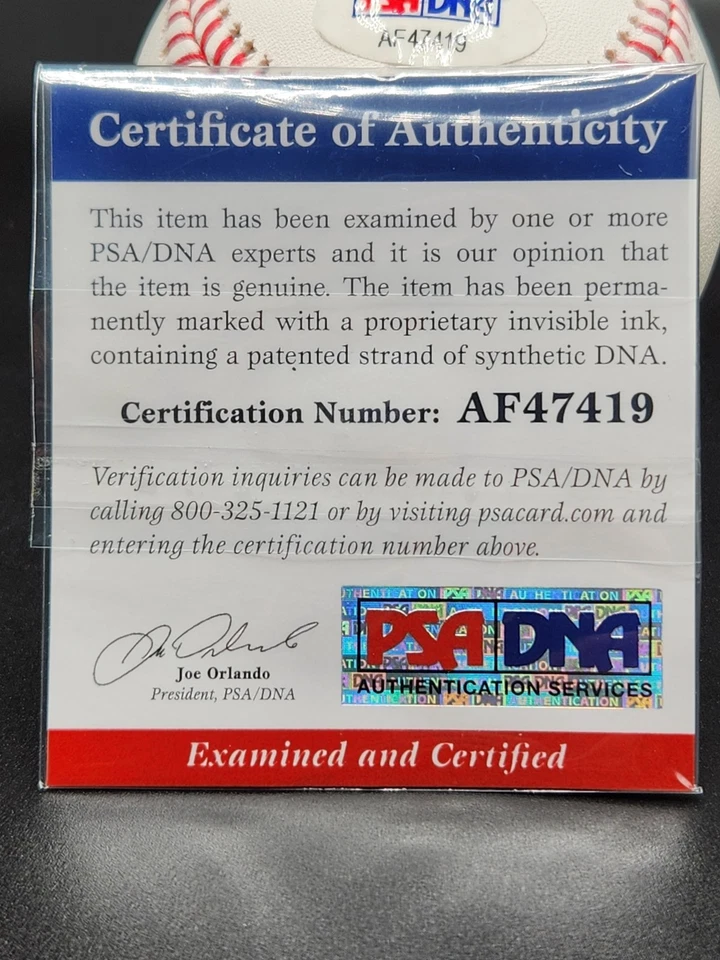 PSA DNA
AF47419
Certificate of Authenticity
This item has been examined by one or more
PSA/DNA experts and it is our opinion that
the item is genuine. The item has been perma-
nently marked with a proprietary invisible ink,
containing a patented strand of synthetic DNA.
Certification Number: AF47419
Verification inquiries can be made to PSA/DNA by
calling 800-325-1121 or by visiting psacard.com and
entering the certification number above.
Joe Orlando
President, PSA/DNA
PSA DNA
AUTHENTICATION SERVICES
Examined and Certified